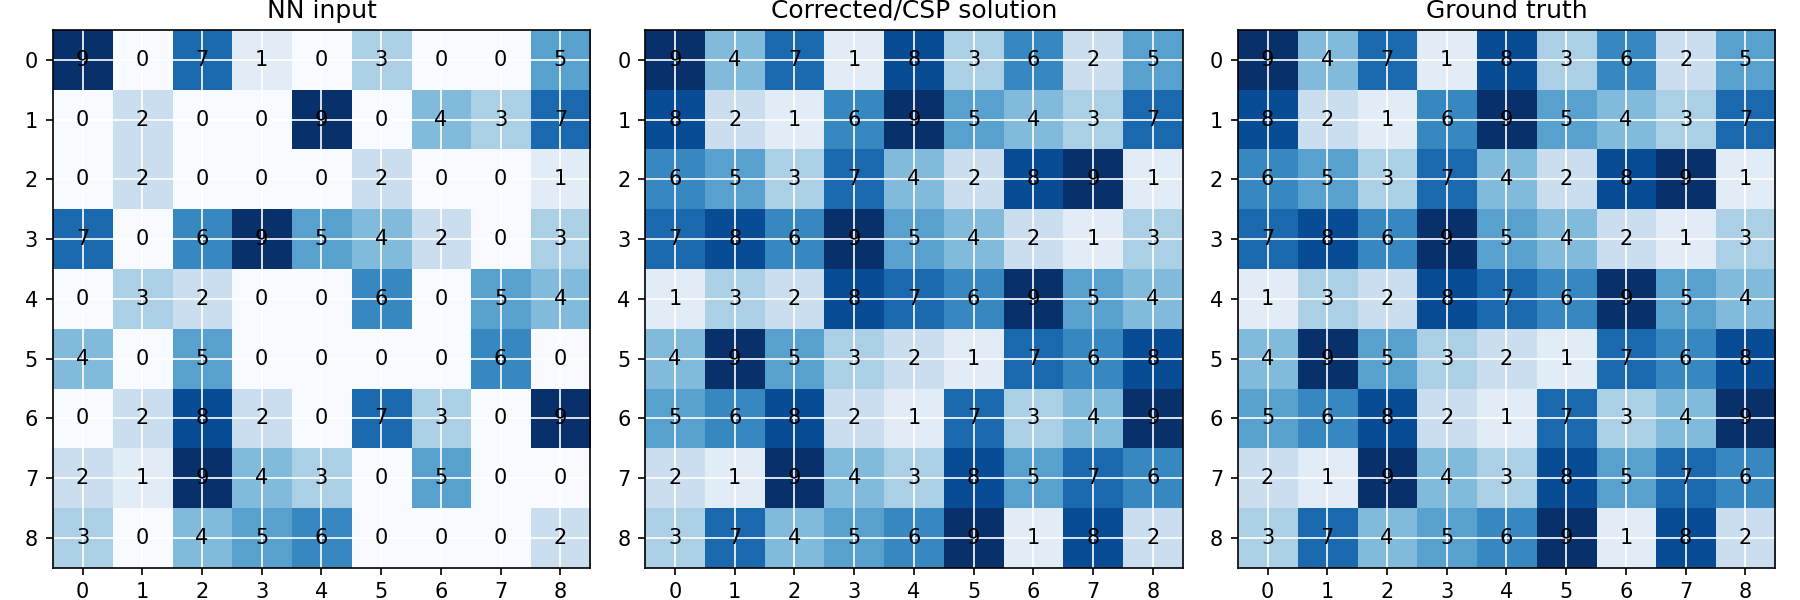 NN input Corrected/CSP solution Ground truth
0 9 0 7 1 0 3 0 0 5 0 9 4 7 1 8 3 6 2 5 0 9 4 7 1 8 3 6 2 5
1 0 2 0 0 9 0 4 3 7 1 8 2 1 6 9 5 4 3 7 1 8 2 1 6 9 5 4 3 7
2 0 2 0 0 0 2 0 0 1 2 6 5 3 7 4 2 8 9 1 2 6 5 3 7 4 2 8 9 1
3 7 0 6 9 5 4 2 0 3 3 7 8 6 9 5 4 2 1 3 3 7 8 6 9 5 4 2 1 3
4 0 3 2 0 0 6 0 5 4 4 1 3 2 8 7 6 9 5 4 4 1 3 2 8 7 6 9 5 4
5 4 0 5 0 0 0 0 6 0 5 4 9 5 3 2 1 7 6 8 5 4 9 5 3 2 1 7 6 8
6 0 2 8 2 0 7 3 0 9 6 5 6 8 2 1 7 3 4 9 6 5 6 8 2 1 7 3 4 9
7 2 1 9 4 3 0 5 0 0 7 2 1 9 4 3 8 5 7 6 7 2 1 9 4 3 8 5 7 6
8 3 0 4 5 6 0 0 0 2 8 3 7 4 5 6 9 1 8 2 8 3 7 4 5 6 9 1 8 2
0 1 2 3 4 5 6 7 8 0 1 2 3 4 5 6 7 8 0 1 2 3 4 5 6 7 8